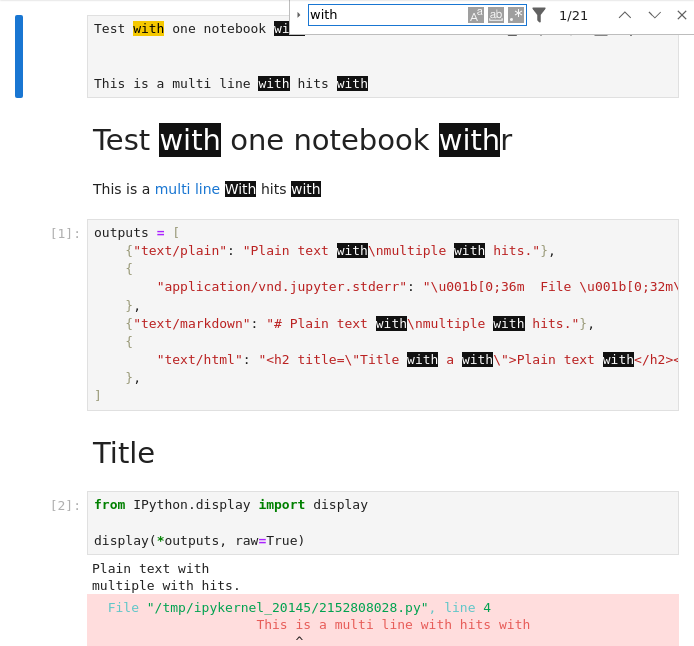 with
1/21
Test with one notebook wi
This is a multi line with hits with
Test with one notebook withr
This is a multi line With hits with
[1]:
outputs = [
{"text/plain": "Plain text with\nmultiple with hits."},
{
"application/vnd.jupyter.stderr": "\u001b[0;36m  File \u001b[0;32m\
},
{"text/markdown": "# Plain text with\nmultiple with hits."},
{
"text/html": "<h2 title=\"Title with a with\">Plain text with</h2><
},
]
Title
[2]:
from IPython.display import display
display(*outputs, raw=True)
Plain text with
multiple with hits.
File "/tmp/ipykernel_20145/2152808028.py", line 4
This is a multi line with hits with
^